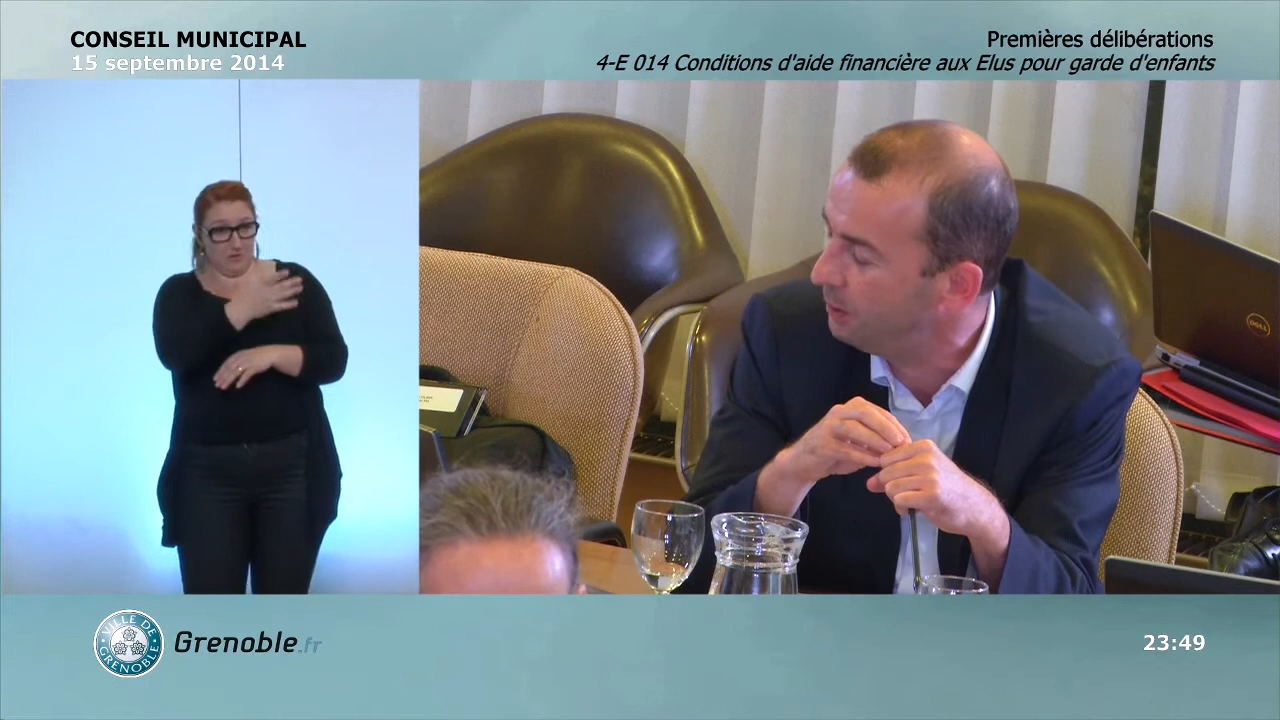 CONSEIL MUNICIPAL
15 septembre 2014
Premières délibérations
4-E 014 Conditions d'aide financière aux Elus pour garde d'enfants
DELL
VILLE DE
GRENOBLE
Grenoble.fr
23:49